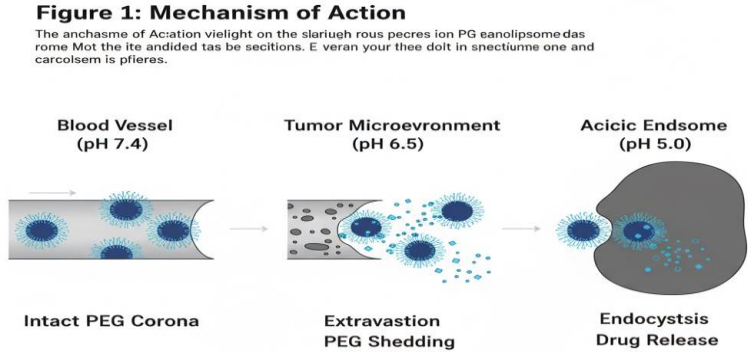 Figure 1: Mechanism of Action
The anchasme of Ac:ation vielight on the slariugh rous pecres ion PG eanolipsome das
rome Mot the ite andided tas be secitions. E veran your thee dolt in snectiume one and
carcolsem is pfieres.
Blood Vessel
(pH 7.4)
Tumor Microevronment
(pH 6.5)
Acicic Endsome
(pH 5.0)
Intact PEG Corona
Extravastion
PEG Shedding
Endocystsis
Drug Release